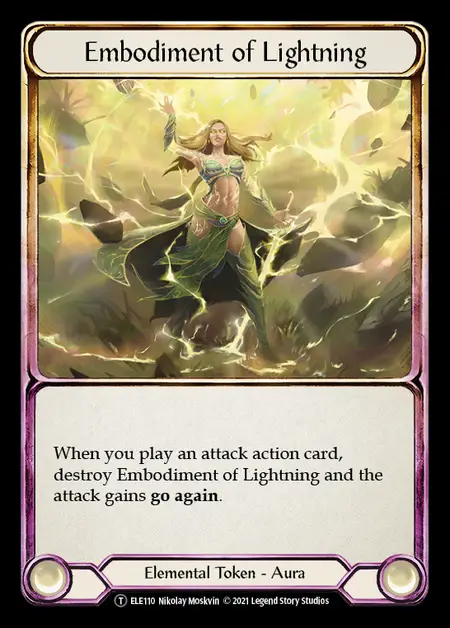 Embodiment of Lightning
When you play an attack action card,
destroy Embodiment of Lightning and the
attack gains go again.
Elemental Token - Aura
T ELE110 Nikolay Moskvin © 2021 Legend Story Studios